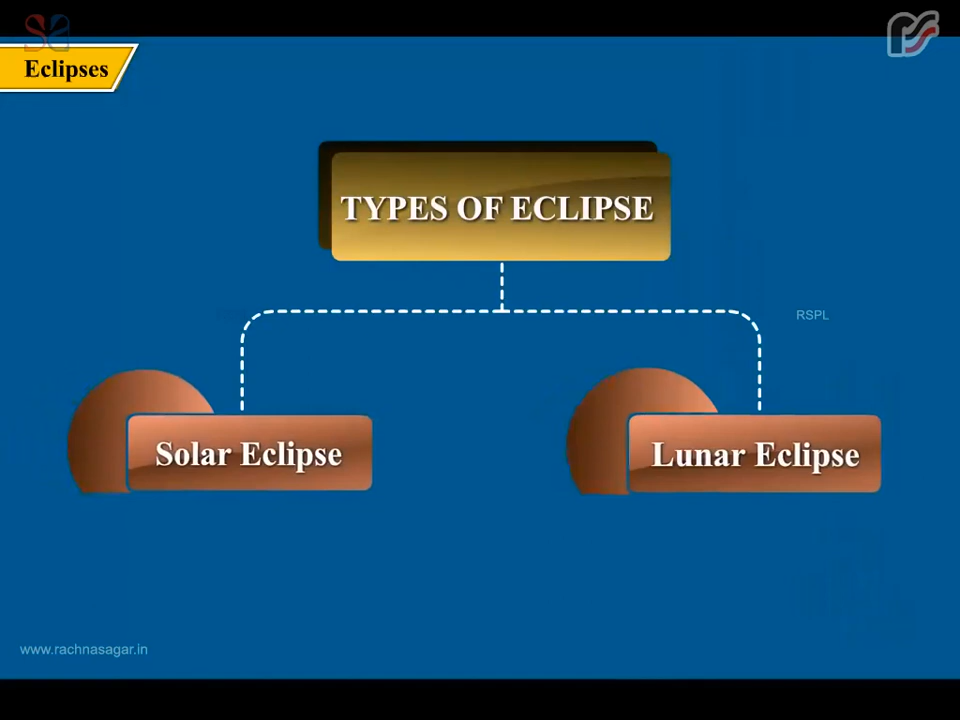 Eclipses
TYPES OF ECLIPSE
RSPL
Solar Eclipse
Lunar Eclipse
www.rachnasagar.in